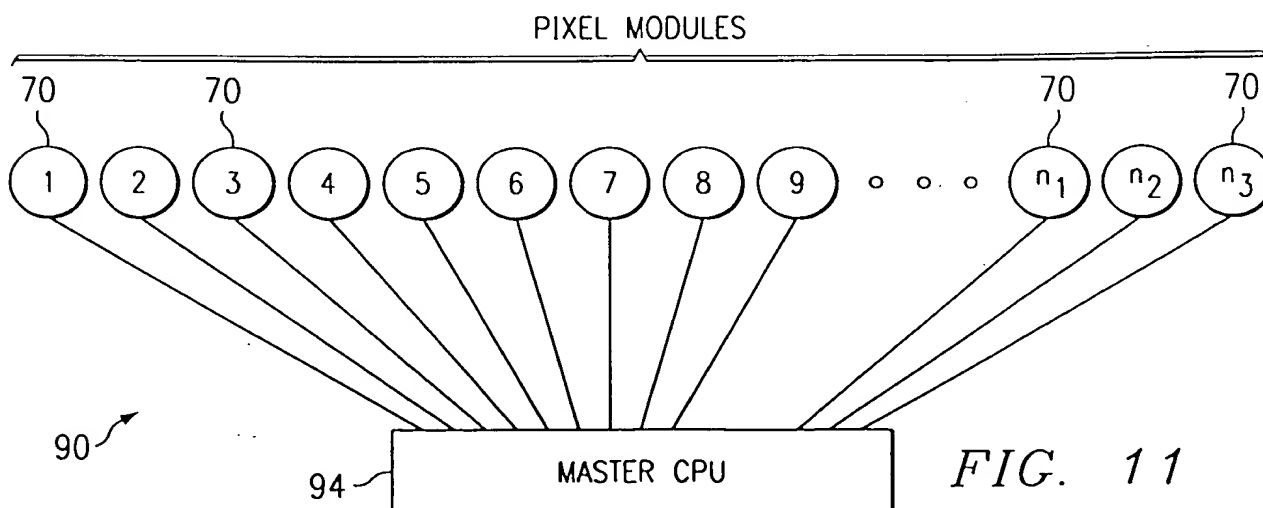 PIXEL MODULES
70 70 70 70
1 2 3 4 5 6 7 8 9 n1 n2 n3
90
94 MASTER CPU
FIG. 11